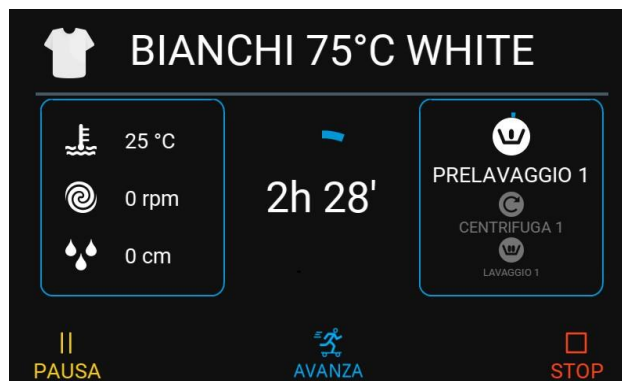 BIANCHI 75°C WHITE
25 °C
0 rpm
0 cm
2h 28'
PRELAVAGGIO 1
CENTRIFUGA 1
LAVAGGIO 1
PAUSA
AVANZA
STOP